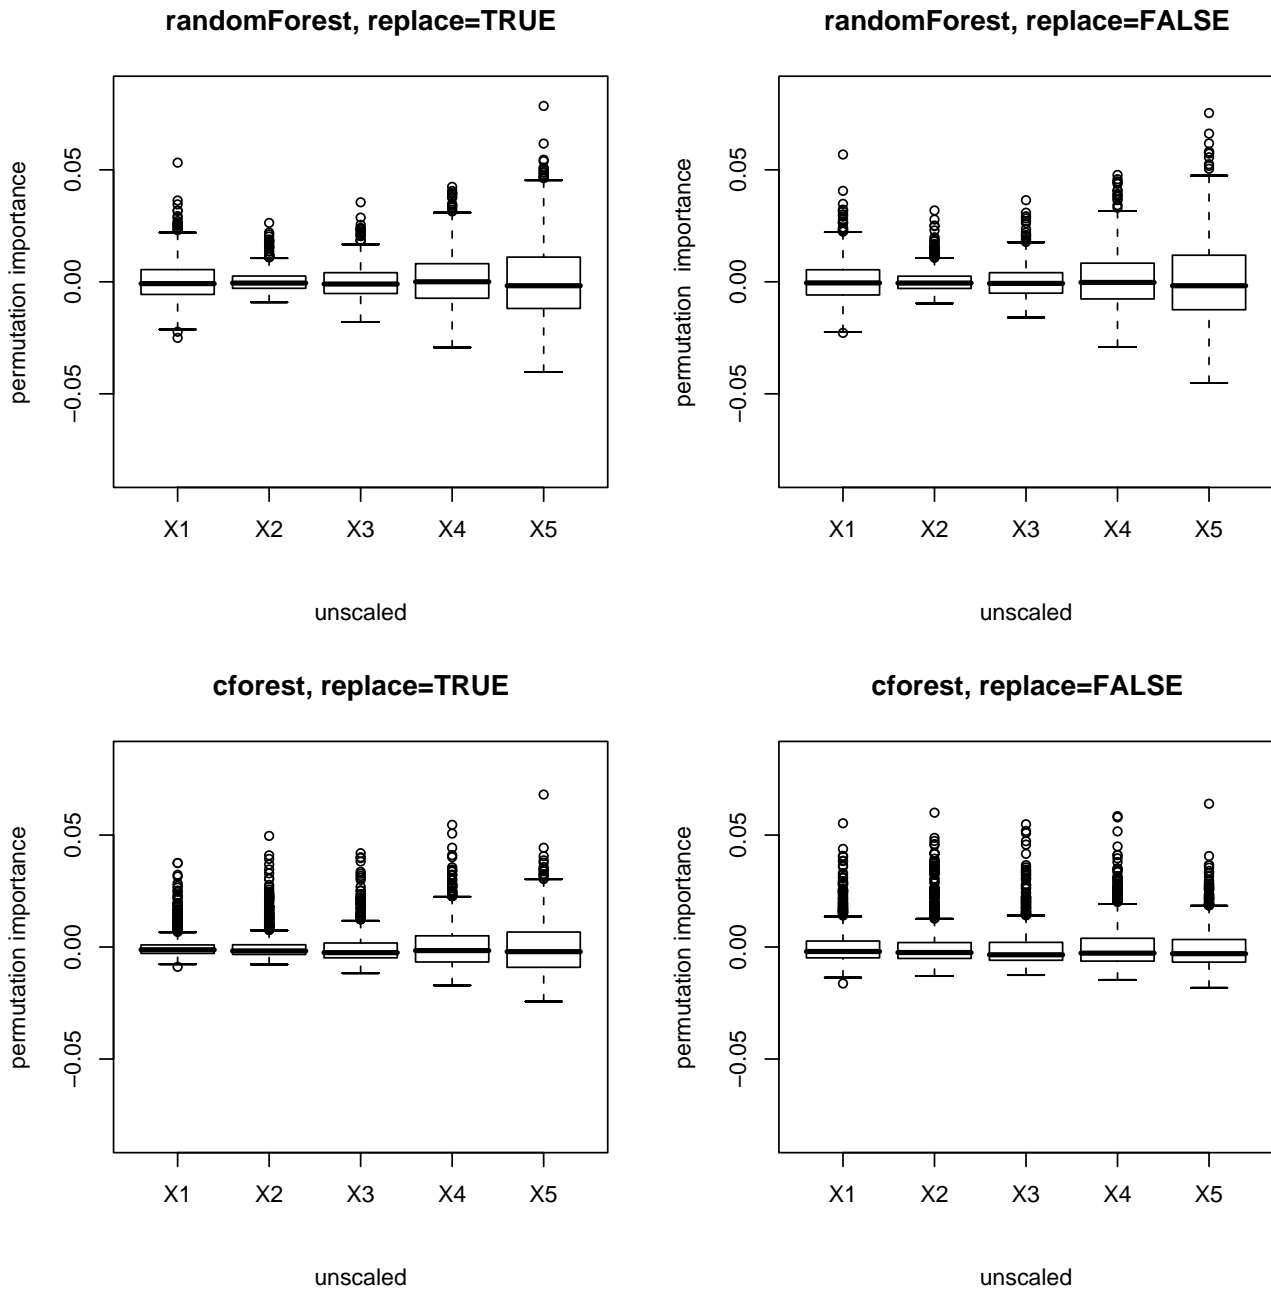 randomForest, replace=TRUE
permutation importance
0.05
0.00
−0.05
X1 X2 X3 X4 X5
unscaled
randomForest, replace=FALSE
permutation  importance
0.05
0.00
−0.05
X1 X2 X3 X4 X5
unscaled
cforest, replace=TRUE
permutation importance
0.05
0.00
−0.05
X1 X2 X3 X4 X5
unscaled
cforest, replace=FALSE
permutation importance
0.05
0.00
−0.05
X1 X2 X3 X4 X5
unscaled